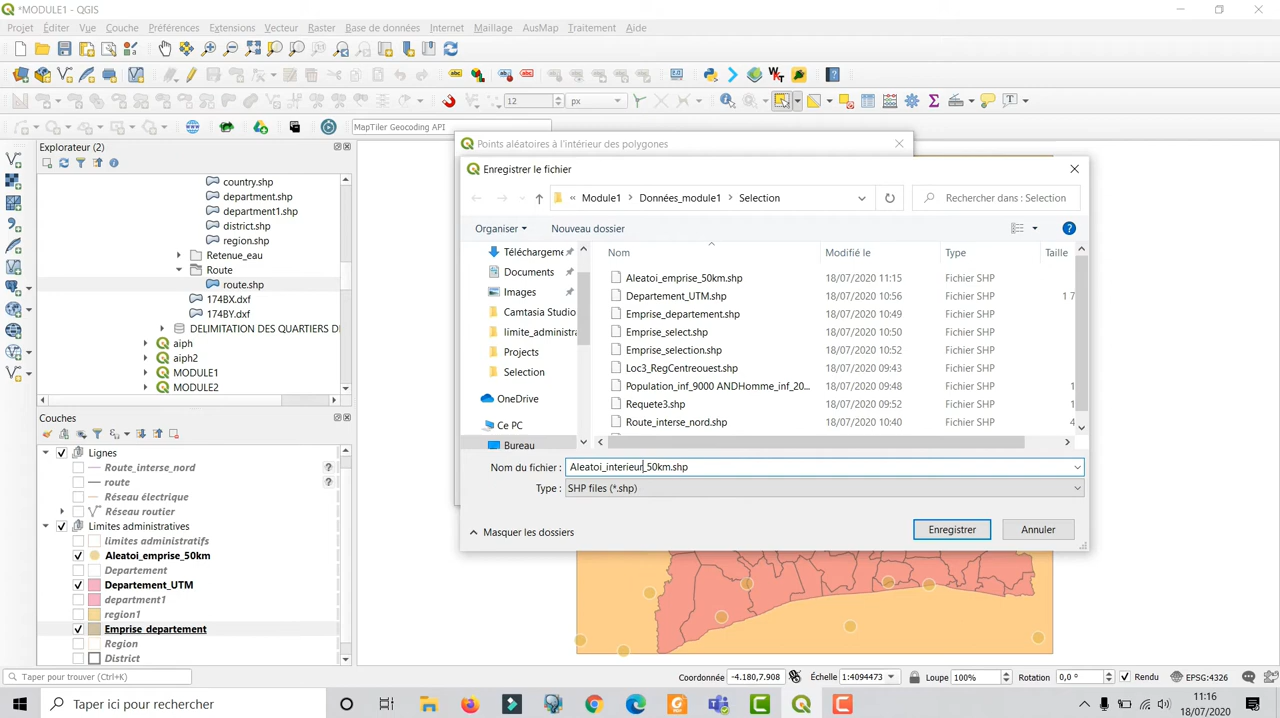 *MODULE1 - QGIS
Projet Éditer Vue Couche Préférences Extensions Vecteur Raster Base de données Internet Maillage AusMap Traitement Aide
12 px
MapTiler Geocoding API
Explorateur (2)
country.shp
department.shp
department1.shp
district.shp
region.shp
Retenue_eau
Route
route.shp
174BX.dxf
174BY.dxf
DELIMITATION DES QUARTIERS DE
aiph
aiph2
MODULE1
MODULE2
Couches
Lignes
Route_interse_nord
route
Réseau électrique
Réseau routier
Limites administratives
limites administratifs
Aleatoi_emprise_50km
Departement
Departement_UTM
department1
region1
Emprise_departement
Region
District
Points aléatoires à l'intérieur des polygones
Enregistrer le fichier
« Module1 › Données_module1 › Selection
Rechercher dans : Selection
Organiser Nouveau dossier
Téléchargeme
Documents
Images
Camtasia Studio
limite_administra
Projects
Selection
OneDrive
Ce PC
Bureau
Nom Modifié le Type Taille
Aleatoi_emprise_50km.shp 18/07/2020 11:15 Fichier SHP
Departement_UTM.shp 18/07/2020 10:56 Fichier SHP 1 7
Emprise_departement.shp 18/07/2020 10:49 Fichier SHP
Emprise_select.shp 18/07/2020 10:50 Fichier SHP
Emprise_selection.shp 18/07/2020 10:52 Fichier SHP
Loc3_RegCentreouest.shp 18/07/2020 09:43 Fichier SHP
Population_inf_9000 ANDHomme_inf_20... 18/07/2020 09:48 Fichier SHP 1
Requete3.shp 18/07/2020 09:52 Fichier SHP 1
Route_interse_nord.shp 18/07/2020 10:40 Fichier SHP 4
Nom du fichier : Aleatoi_interieur_50km.shp
Type : SHP files (*.shp)
Masquer les dossiers Enregistrer Annuler
Taper pour trouver (Ctrl+K) Coordonnée -4.180,7.908 Échelle 1:4094473 Loupe 100% Rotation 0,0 ° Rendu EPSG:4326
Taper ici pour rechercher
11:16
18/07/2020